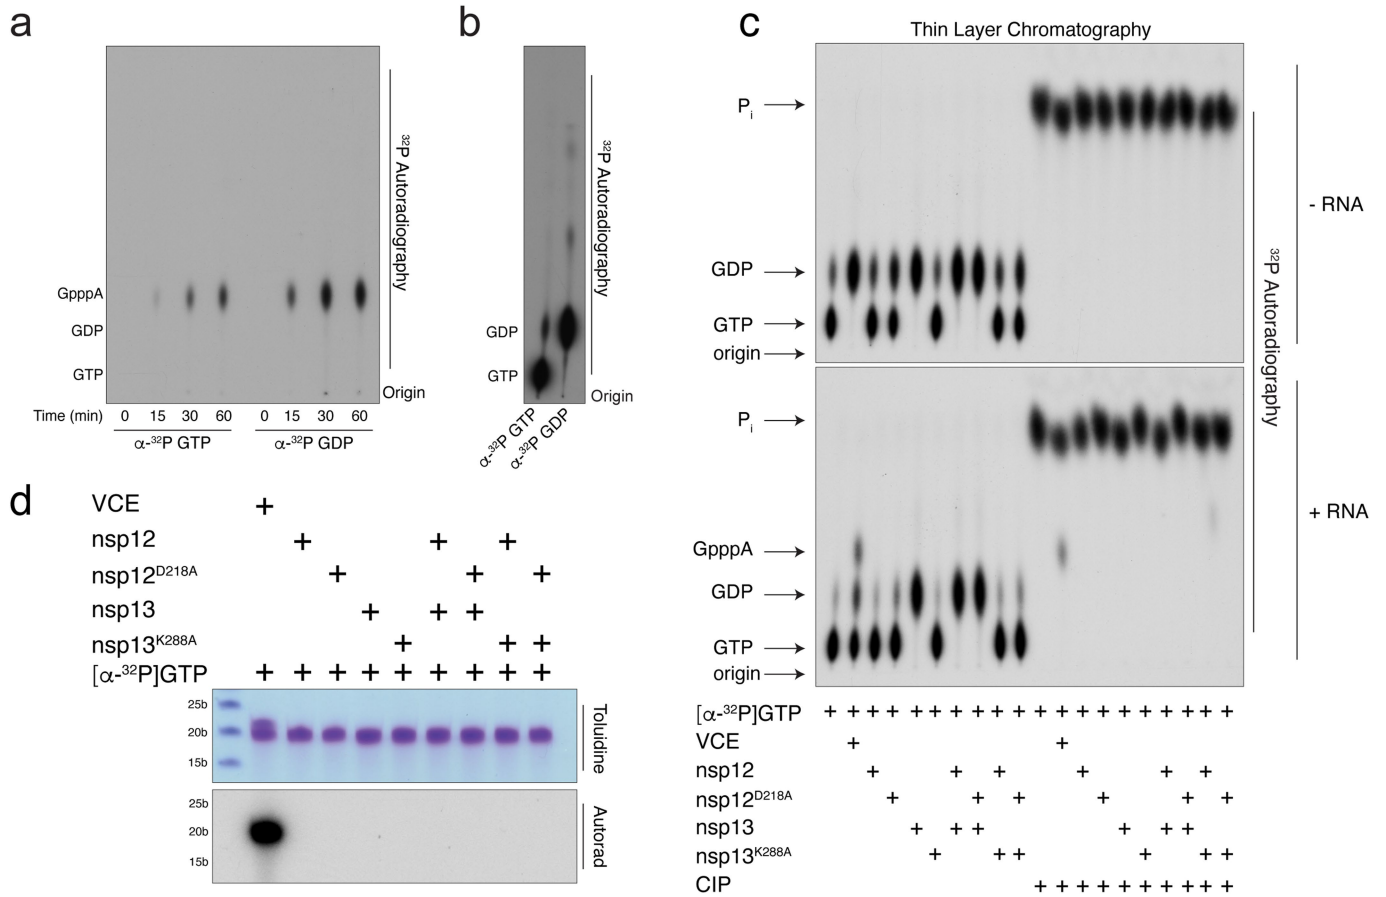 a
GpppA
GDP
GTP
Origin
³²P Autoradiography
Time (min) 0 15 30 60 0 15 30 60
α-³²P GTP α-³²P GDP
b
GDP
GTP
Origin
³²P Autoradiography
α-³²P GTP
α-³²P GDP
c
Thin Layer Chromatography
Pi
GDP
GTP
origin
- RNA
³²P Autoradiography
Pi
GpppA
GDP
GTP
origin
+ RNA
[α-³²P]GTP + + + + + + + + + + + + + + + + + + + +
VCE + +
nsp12 + + + + + +
nsp12D218A + + + + + +
nsp13 + + + + + +
nsp13K288A + + + + + +
CIP + + + + + + + + + +
d
VCE +
nsp12 + + +
nsp12D218A + + +
nsp13 + + +
nsp13K288A + + +
[α-³²P]GTP + + + + + + + + +
25b
20b
15b
Toluidine
25b
20b
15b
Autorad